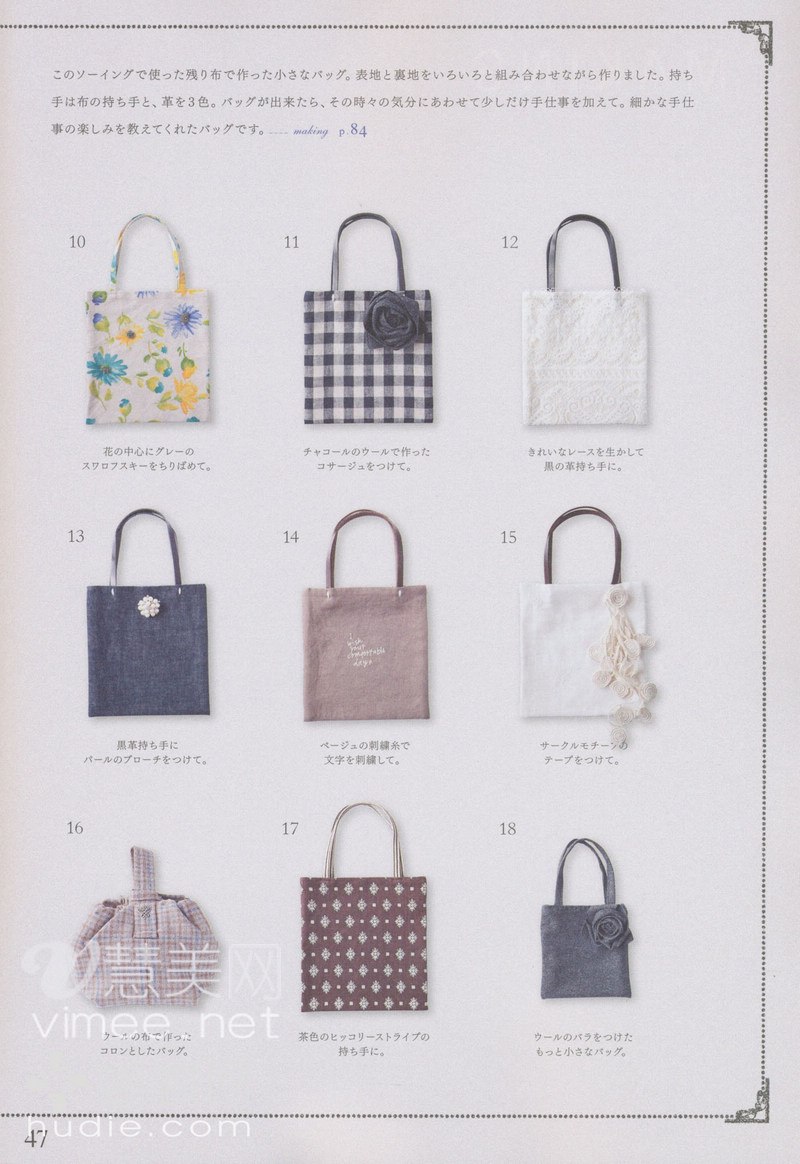 このソーイングで使った残り布で作った小さなバッグ。表地と裏地をいろいろと組み合わせながら作りました。持ち
手は布の持ち手と、革を3色。バッグが出来たら、その時々の気分にあわせて少しだけ手仕事を加えて。細かな手仕
事の楽しみを教えてくれたバッグです。---- making p.84
10
11
12
花の中心にグレーの
スワロフスキーをちりばめて。
チャコールのウールで作った
コサージュをつけて。
きれいなレースを生かして
黒の革持ち手に。
13
14
15
i wish
your
comfortable
days
黒革持ち手に
パールのブローチをつけて。
ベージュの刺繍糸で
文字を刺繍して。
サークルモチーフの
テープをつけて。
16
17
18
ウールの布で作った
コロンとしたバッグ。
茶色のヒッコリーストライプの
持ち手に。
ウールのバラをつけた
もっと小さなバッグ。
慧美网
vimee.net
47
nudie.com